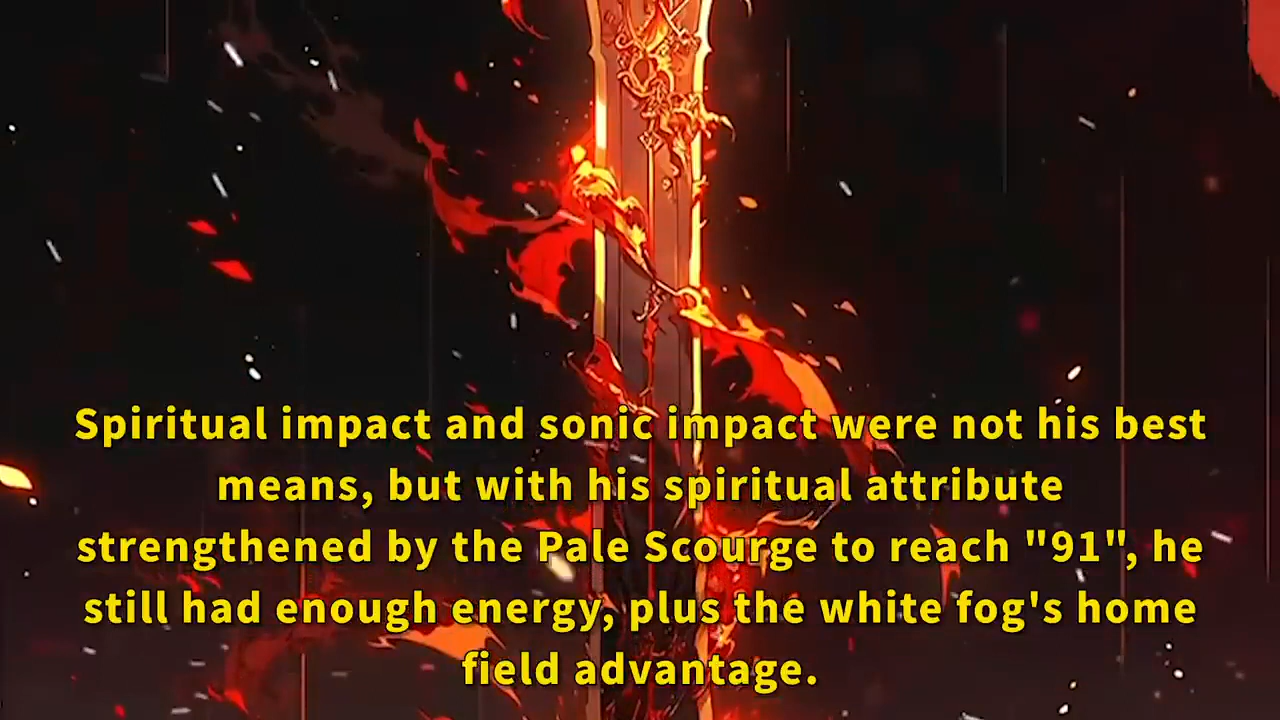 Spiritual impact and sonic impact were not his best
means, but with his spiritual attribute
strengthened by the Pale Scourge to reach "91", he
still had enough energy, plus the white fog's home
field advantage.